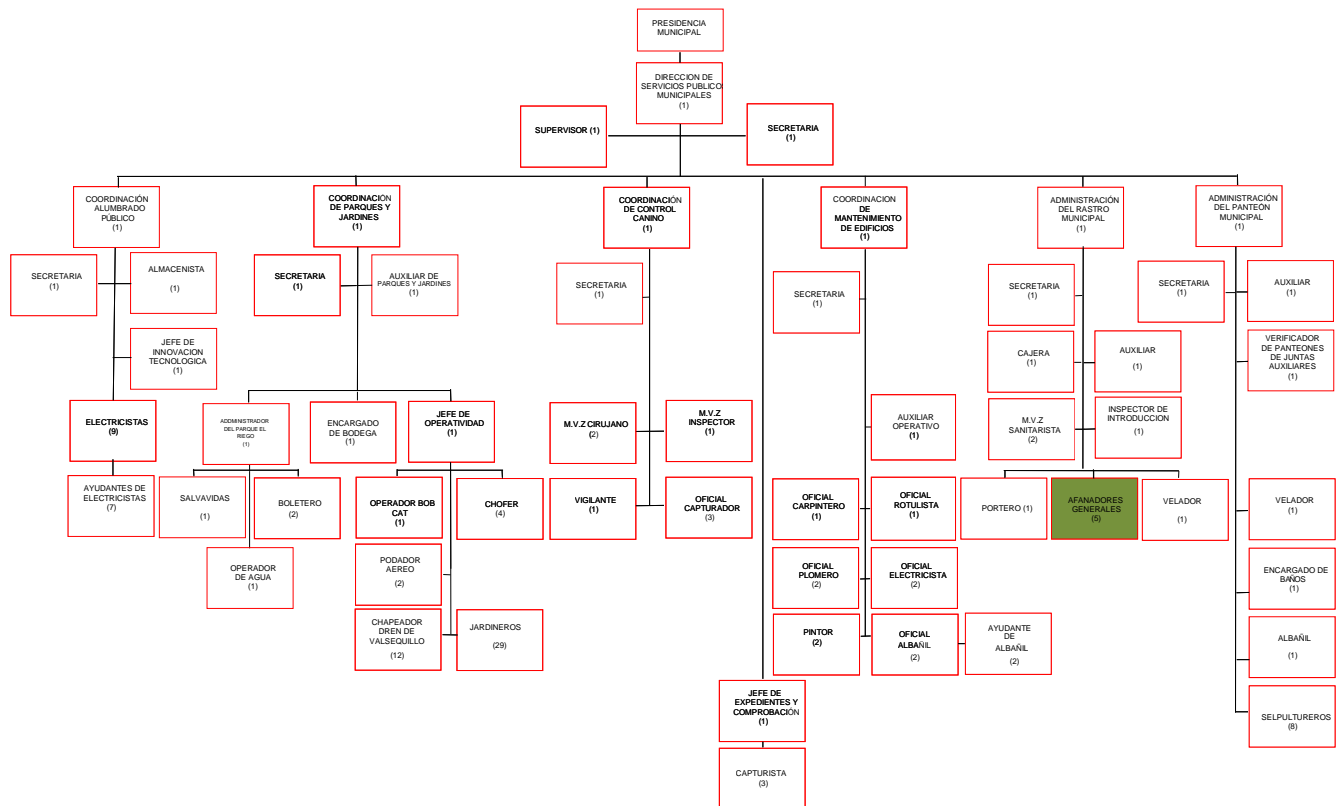 PRESIDENCIA
MUNICIPAL
DIRECCION DE
SERVICIOS PUBLICO
MUNICIPALES
(1)
SUPERVISOR (1)
SECRETARIA
(1)
COORDINACIÓN
ALUMBRADO
PÚBLICO
(1)
COORDINACIÓN
DE PARQUES Y
JARDINES
(1)
COORDINACIÓN
DE CONTROL
CANINO
(1)
COORDINACION
DE
MANTENIMIENTO
DE EDIFICIOS
(1)
ADMINISTRACIÓN
DEL RASTRO
MUNICIPAL
(1)
ADMINISTRACIÓN
DEL PANTEÓN
MUNICIPAL
(1)
SECRETARIA
(1)
ALMACENISTA
(1)
JEFE DE
INNOVACION
TECNOLOGICA
(1)
ELECTRICISTAS
(9)
AYUDANTES DE
ELECTRICISTAS
(7)
SECRETARIA
(1)
AUXILIAR DE
PARQUES Y JARDINES
(1)
ADDMINISTRADOR
DEL PARQUE EL
RIEGO
(1)
ENCARGADO
DE BODEGA
(1)
JEFE DE
OPERATIVIDAD
(1)
SALVAVIDAS
(1)
BOLETERO
(2)
OPERADOR
DE AGUA
(1)
OPERADOR BOB
CAT
(1)
CHOFER
(4)
PODADOR
AEREO
(2)
CHAPEADOR
DREN DE
VALSEQUILLO
(12)
JARDINEROS
(29)
SECRETARIA
(1)
M.V.Z CIRUJANO
(2)
M.V.Z
INSPECTOR
(1)
VIGILANTE
(1)
OFICIAL
CAPTURADOR
(3)
JEFE DE
EXPEDIENTES Y
COMPROBACIÓN
(1)
CAPTURISTA
(3)
SECRETARIA
(1)
AUXILIAR
OPERATIVO
(1)
OFICIAL
CARPINTERO
(1)
OFICIAL
ROTULISTA
(1)
OFICIAL
PLOMERO
(2)
OFICIAL
ELECTRICISTA
(2)
PINTOR
(2)
OFICIAL
ALBAÑIL
(2)
AYUDANTE
DE
ALBAÑIL
(2)
SECRETARIA
(1)
CAJERA
(1)
AUXILIAR
(1)
M.V.Z
SANITARISTA
(2)
INSPECTOR DE
INTRODUCCION
(1)
PORTERO (1)
AFANADORES
GENERALES
(5)
VELADOR
(1)
SECRETARIA
(1)
AUXILIAR
(1)
VERIFICADOR
DE PANTEONES
DE JUNTAS
AUXILIARES
(1)
VELADOR
(1)
ENCARGADO DE
BAÑOS
(1)
ALBAÑIL
(1)
SELPULTUREROS
(8)